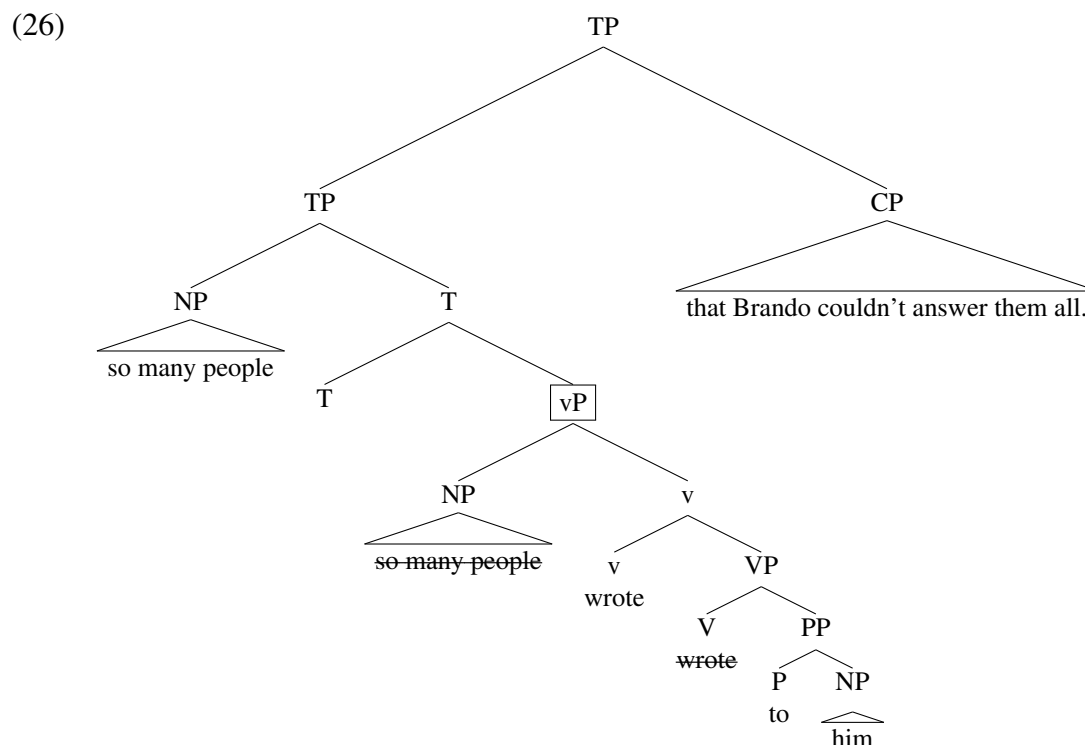 (26) TP
TP CP
NP T that Brando couldn't answer them all.
so many people T vP
NP v
so many people v VP
wrote V PP
wrote P NP
to him